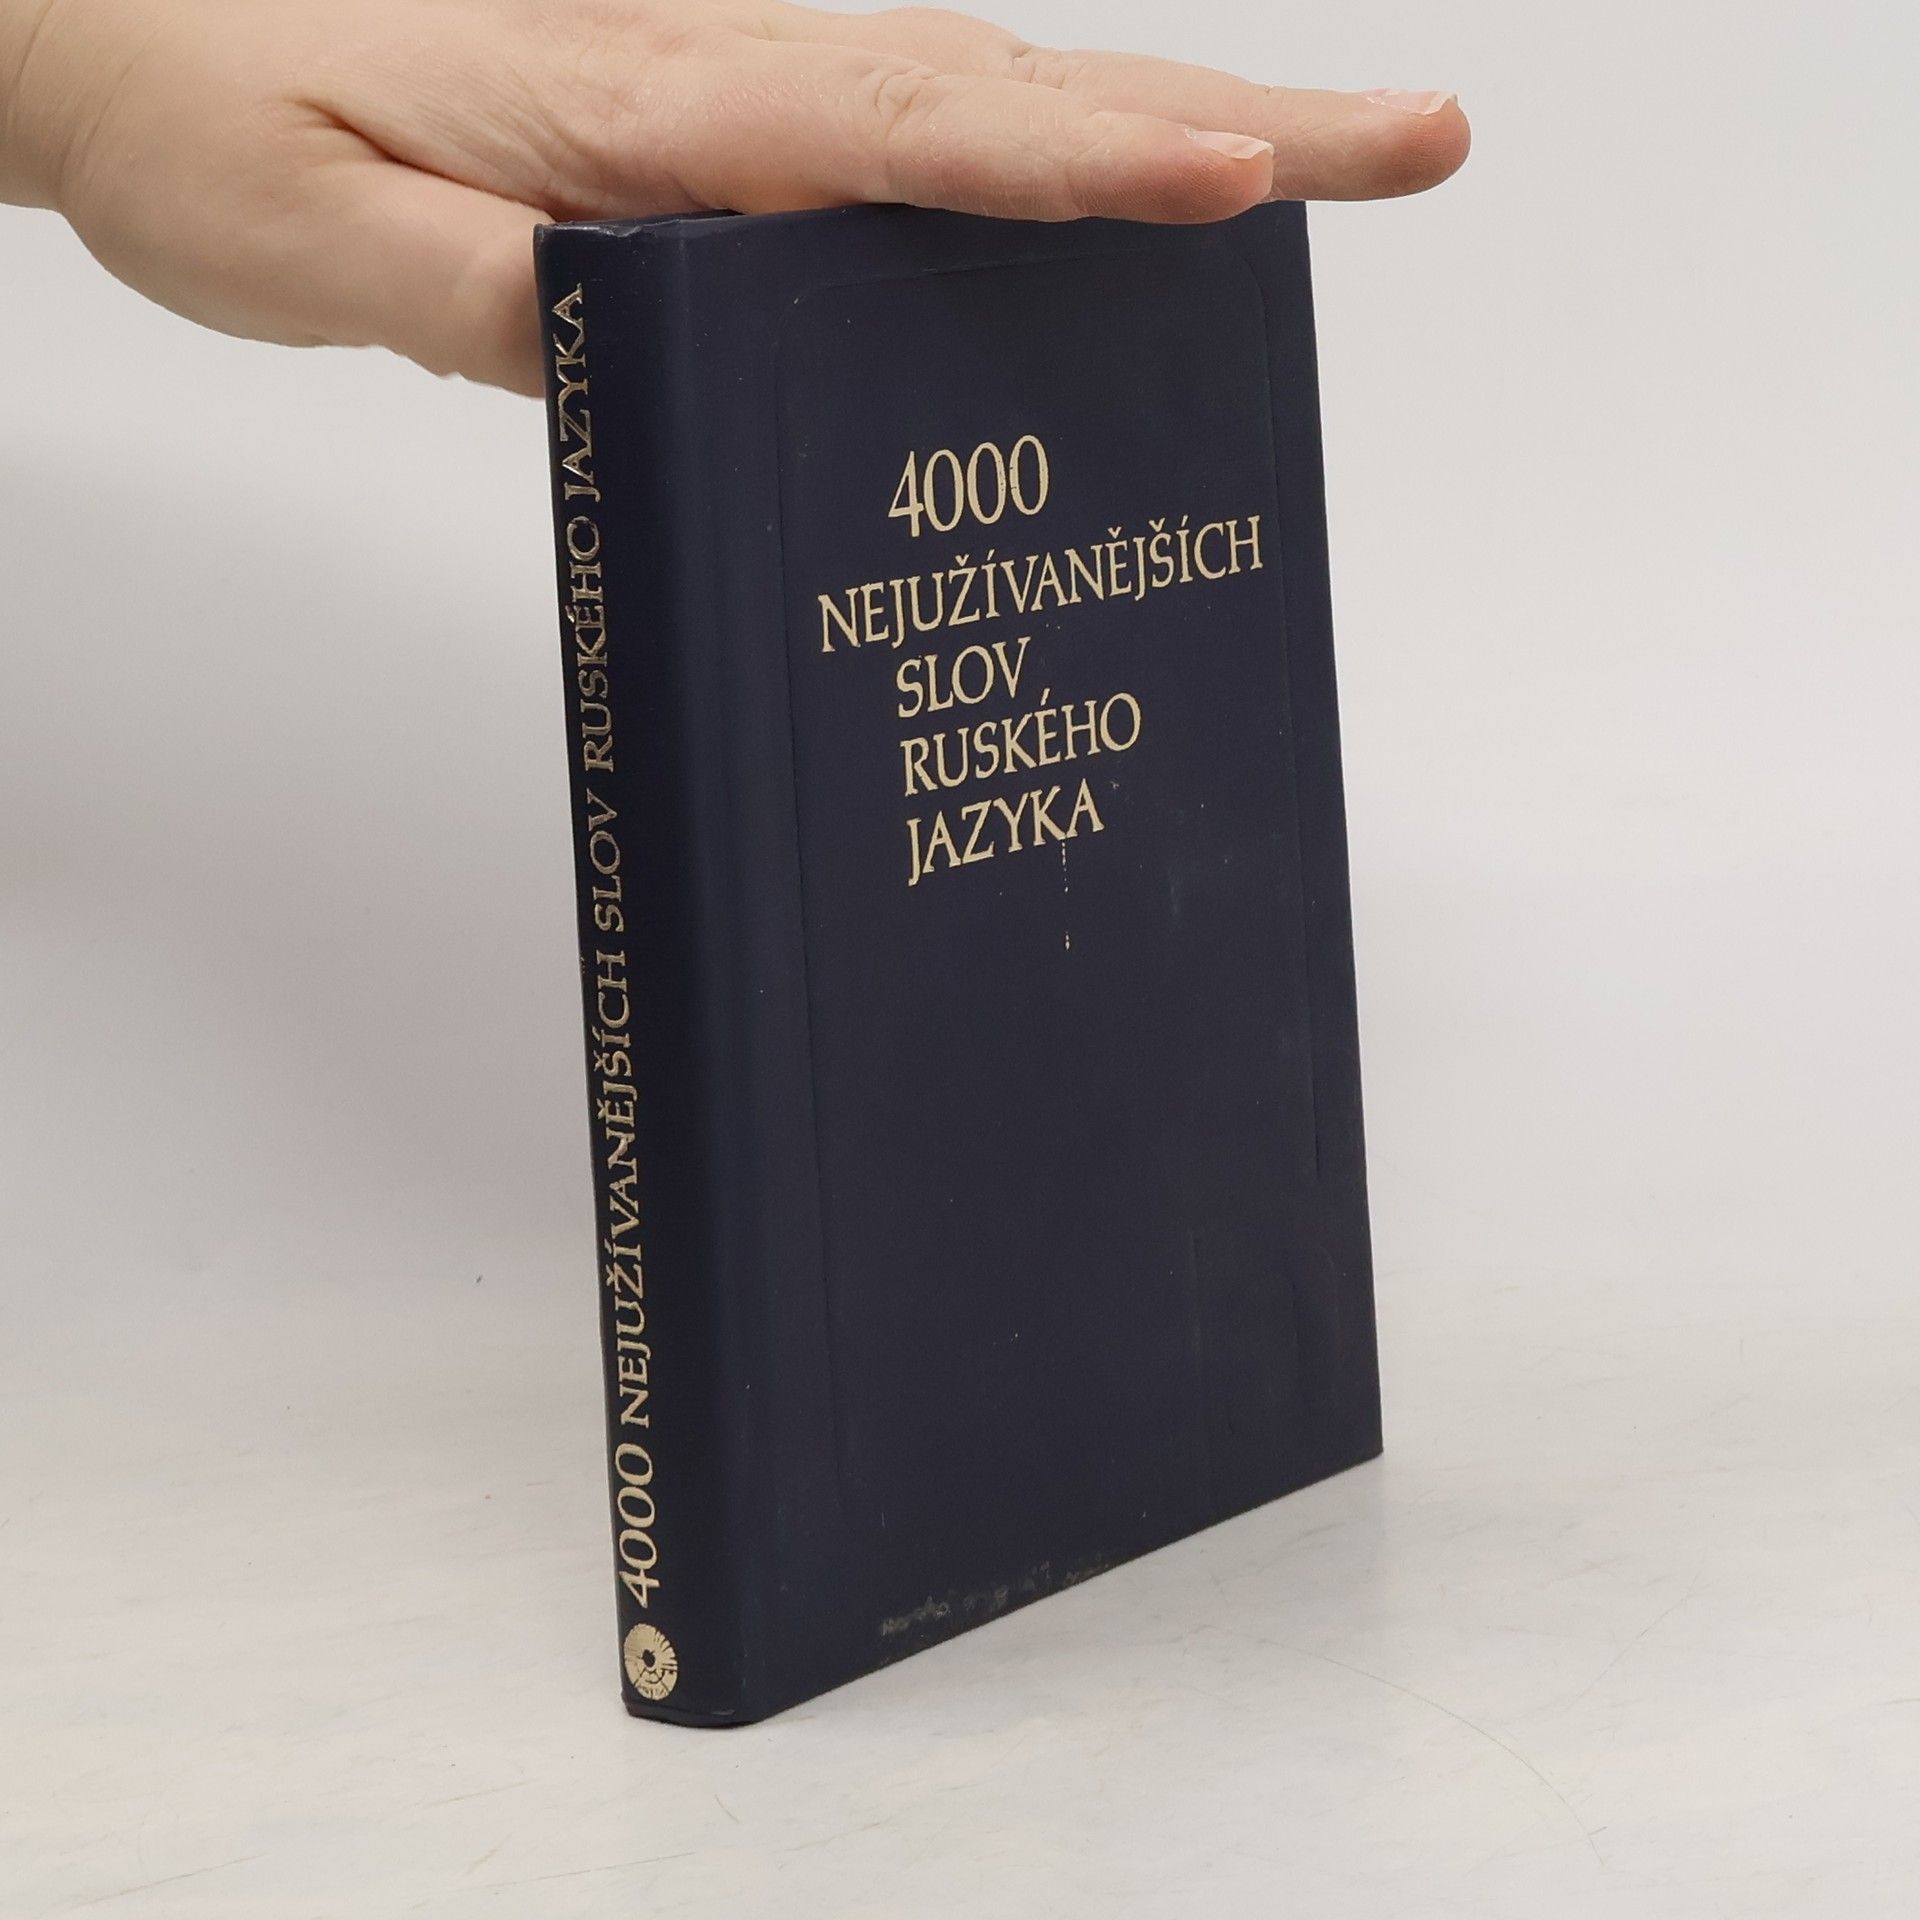 4000 NEJUŽÍVANĚJŠÍCH SLOV RUSKÉHO JAZYKA
4000
NEJUŽÍVANĚJŠÍCH
SLOV
RUSKÉHO
JAZYKA